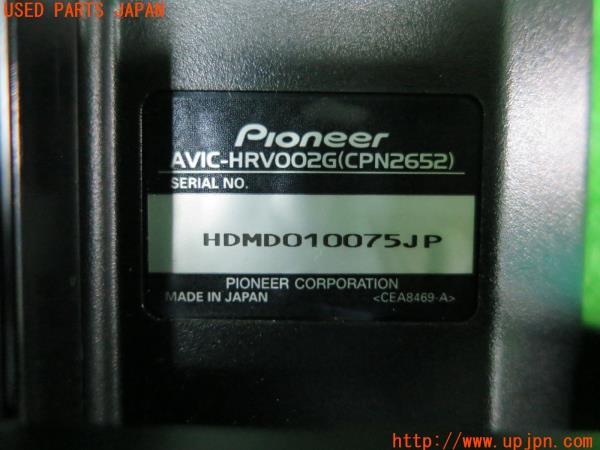 USED PARTS JAPAN
Pioneer
AVIC-HRV002G(CPN2652)
SERIAL NO.
HDMD010075JP
PIONEER CORPORATION
MADE IN JAPAN <CEA8469-A>
http://www.upjpn.com/